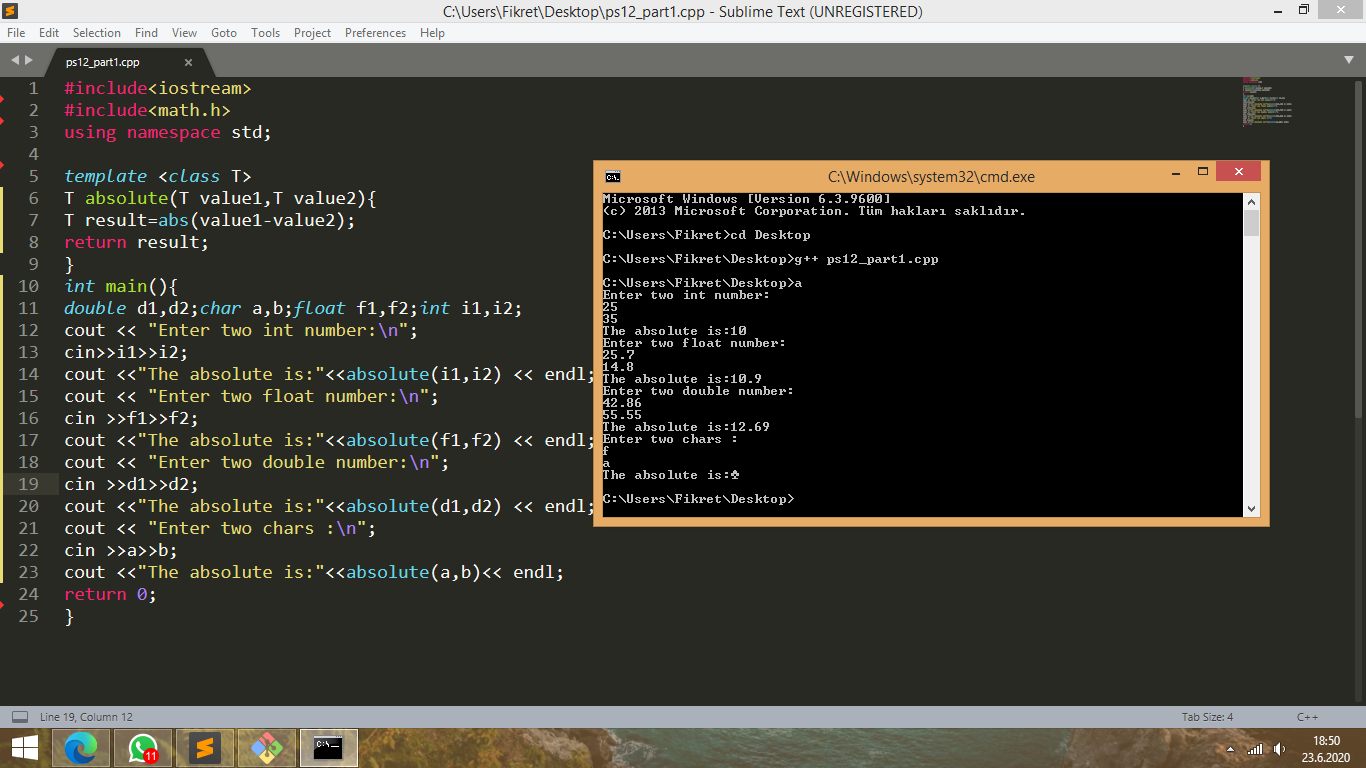 C:\Users\Fikret\Desktop\ps12_part1.cpp - Sublime Text (UNREGISTERED)
File Edit Selection Find View Goto Tools Project Preferences Help
ps12_part1.cpp
1 #include<iostream>
2 #include<math.h>
3 using namespace std;
4
5 template <class T>
6 T absolute(T value1,T value2){
7 T result=abs(value1-value2);
8 return result;
9 }
10 int main(){
11 double d1,d2;char a,b;float f1,f2;int i1,i2;
12 cout << "Enter two int number:\n";
13 cin>>i1>>i2;
14 cout <<"The absolute is:"<<absolute(i1,i2) << endl;
15 cout << "Enter two float number:\n";
16 cin >>f1>>f2;
17 cout <<"The absolute is:"<<absolute(f1,f2) << endl;
18 cout << "Enter two double number:\n";
19 cin >>d1>>d2;
20 cout <<"The absolute is:"<<absolute(d1,d2) << endl;
21 cout << "Enter two chars :\n";
22 cin >>a>>b;
23 cout <<"The absolute is:"<<absolute(a,b)<< endl;
24 return 0;
25 }
C:\Windows\system32\cmd.exe
Microsoft Windows [Version 6.3.9600]
(c) 2013 Microsoft Corporation. Tüm hakları saklıdır.
C:\Users\Fikret>cd Desktop
C:\Users\Fikret\Desktop>g++ ps12_part1.cpp
C:\Users\Fikret\Desktop>a
Enter two int number:
25
35
The absolute is:10
Enter two float number:
25.7
14.8
The absolute is:10.9
Enter two double number:
42.86
55.55
The absolute is:12.69
Enter two chars :
f
a
The absolute is:♣
C:\Users\Fikret\Desktop>
Line 19, Column 12
Tab Size: 4
C++
11
C:\
18:50
23.6.2020